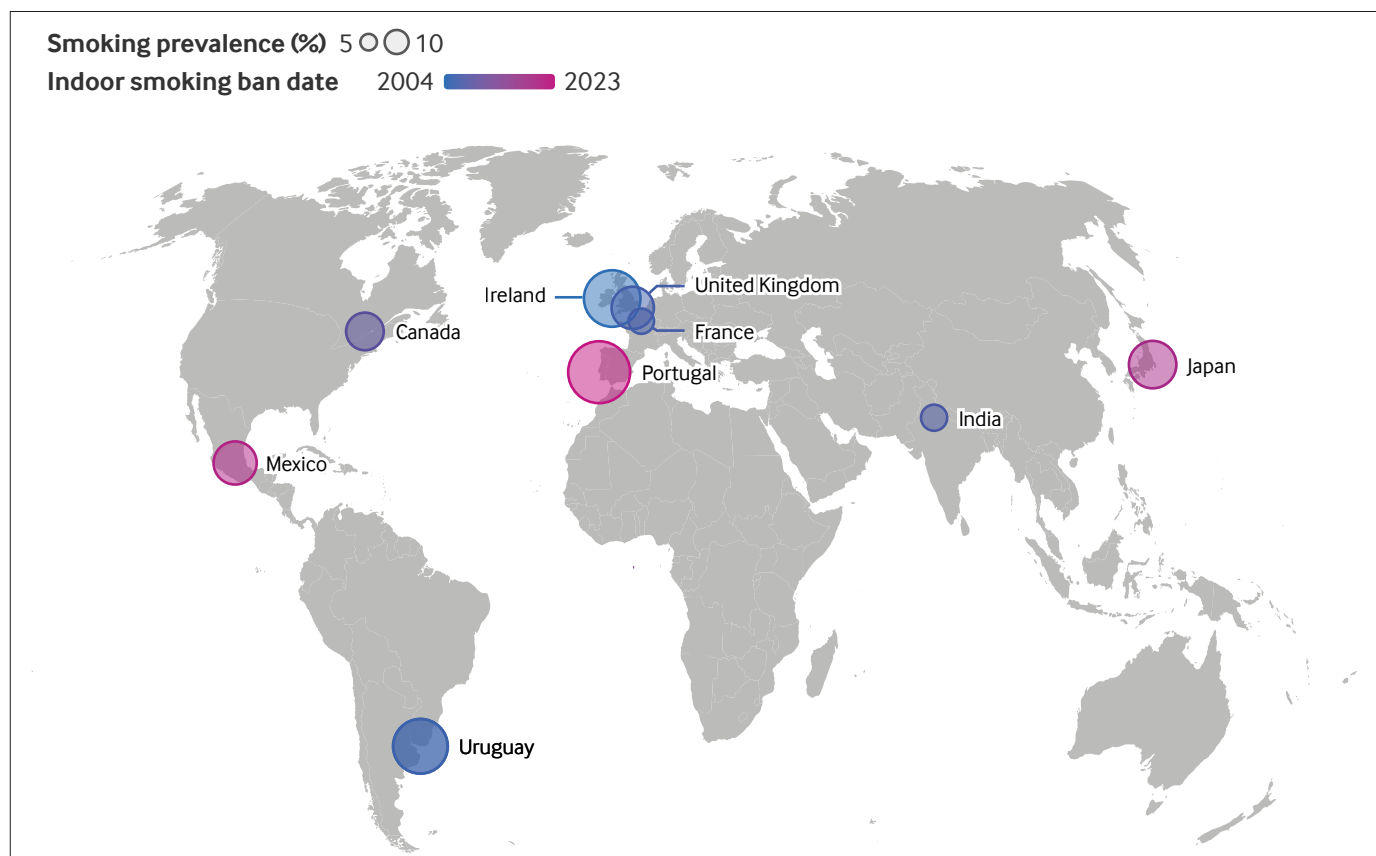 Smoking prevalence (%) 5 10
Indoor smoking ban date 2004 2023
Ireland
United Kingdom
Canada
France
Portugal
Japan
India
Mexico
Uruguay